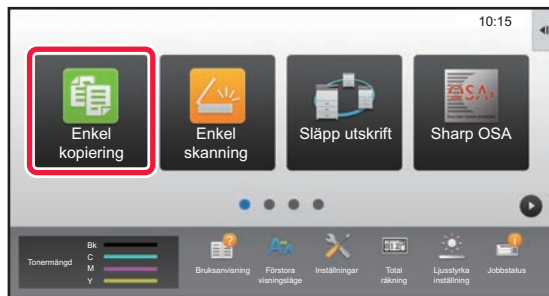 10:15
Enkel
kopiering
Enkel
skanning
Släpp utskrift
Sharp OSA
Tonermängd
Bk
C
M
Y
Bruksanvisning
Förstora
visningsläge
Inställningar
Total
räkning
Ljusstyrka
inställning
Jobbstatus